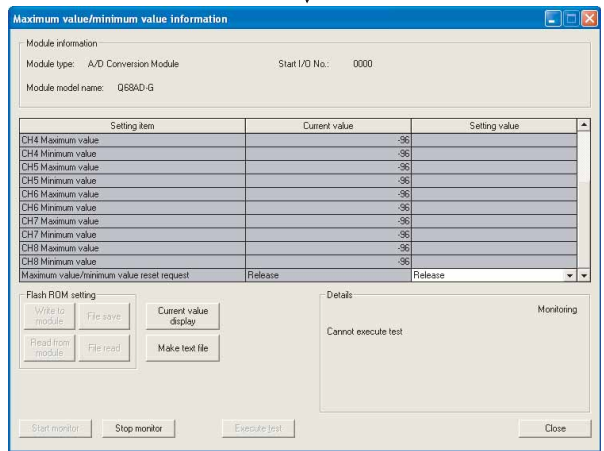 Maximum value/minimum value information
Module information
Module type: A/D Conversion Module Start I/O No.: 0000
Module model name: Q68AD-G
Setting item Current value Setting value
CH4 Maximum value -96
CH4 Minimum value -96
CH5 Maximum value -96
CH5 Minimum value -96
CH6 Maximum value -96
CH6 Minimum value -96
CH7 Maximum value -96
CH7 Minimum value -96
CH8 Maximum value -96
CH8 Minimum value -96
Maximum value/minimum value reset request Release Release
Flash ROM setting
Write to module
File save
Current value display
Read from module
File read
Make text file
Details
Monitoring
Cannot execute test
Start monitor Stop monitor Execute test Close